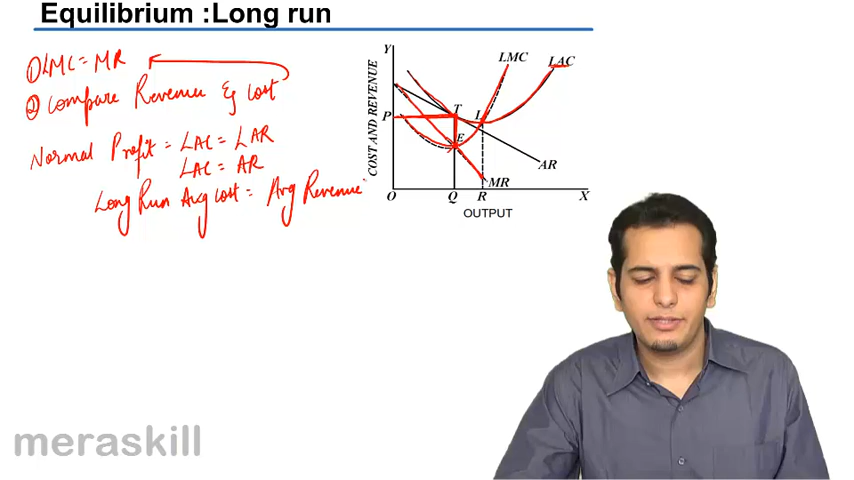 Equilibrium :Long run
① LMC = MR
② Compare Revenue & Cost
Normal Profit = LAC = LAR
LAC = AR
Long Run Avg Cost = Avg Revenue
Y
COST AND REVENUE
LMC
LAC
P
T
L
E
AR
MR
O
Q
R
X
OUTPUT
meraskill